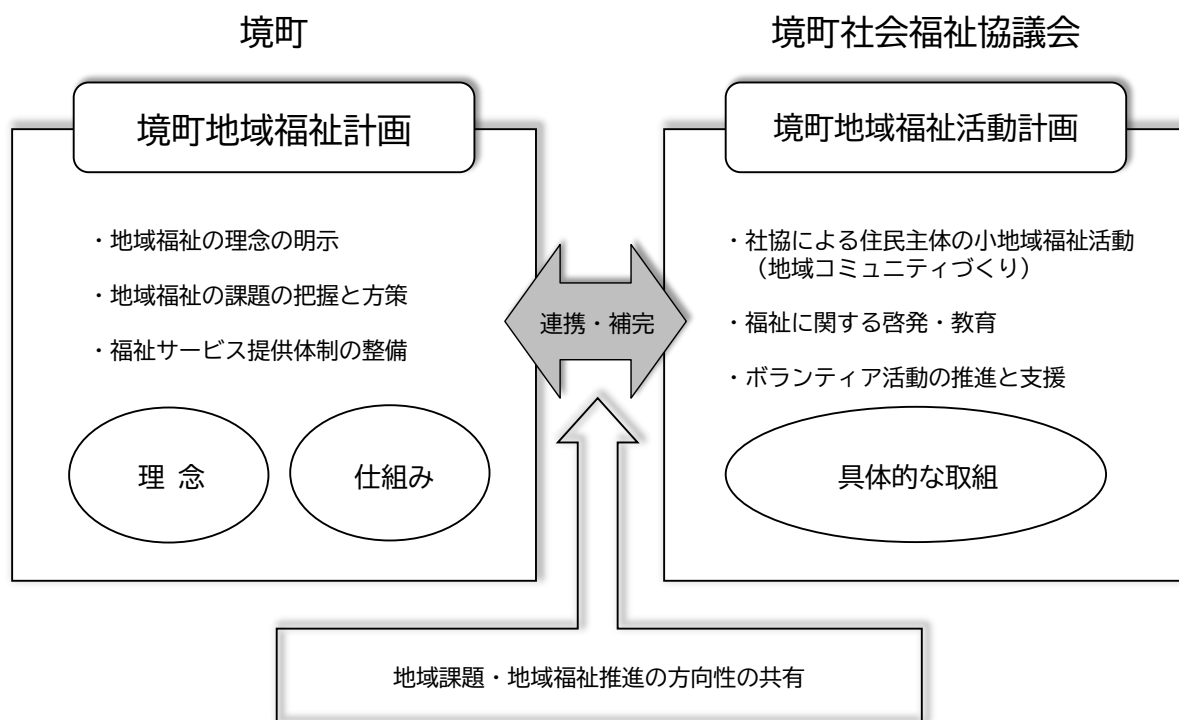 境町
境町地域福祉計画
・地域福祉の理念の明示
・地域福祉の課題の把握と方策
・福祉サービス提供体制の整備
理 念
仕組み
連携・補完
境町社会福祉協議会
境町地域福祉活動計画
・社協による住民主体の小地域福祉活動
（地域コミュニティづくり）
・福祉に関する啓発・教育
・ボランティア活動の推進と支援
具体的な取組
地域課題・地域福祉推進の方向性の共有